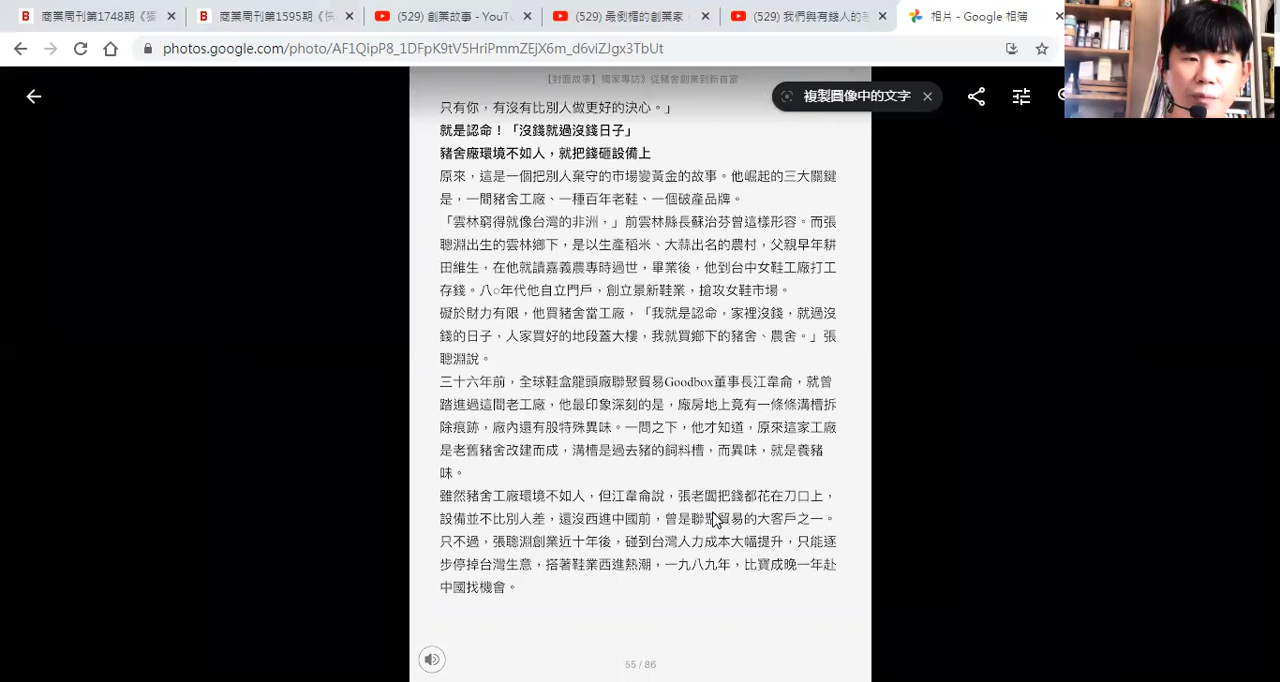 商業周刊第1748期《獨
商業周刊第1595期《快
(529) 創業故事 - YouTu
(529) 最倒楣的創業家
(529) 我們與有錢人的
相片 - Google 相簿
photos.google.com/photo/AF1QipP8_1DFpK9tV5HriPmmZEjX6m_d6viZJgx3TbUt
【封面故事】獨家專訪》從豬舍創業到新首富
複製圖像中的文字
只有你，有沒有比別人做更好的決心。」
就是認命！「沒錢就過沒錢日子」
豬舍廠環境不如人，就把錢砸設備上
原來，這是一個把別人棄守的市場變黃金的故事。他崛起的三大關鍵
是，一間豬舍工廠、一種百年老鞋、一個破產品牌。
「雲林窮得就像台灣的非洲，」前雲林縣長蘇治芬曾這樣形容。而張
聰淵出生的雲林鄉下，是以生產稻米、大蒜出名的農村，父親早年耕
田維生，在他就讀嘉義農專時過世，畢業後，他到台中女鞋工廠打工
存錢。八○年代他自立門戶，創立景新鞋業，搶攻女鞋市場。
礙於財力有限，他買豬舍當工廠，「我就是認命，家裡沒錢，就過沒
錢的日子，人家買好的地段蓋大樓，我就買鄉下的豬舍、農舍。」張
聰淵說。
三十六年前，全球鞋盒龍頭廠聯聚貿易Goodbox董事長江韋侖，就曾
踏進過這間老工廠，他最印象深刻的是，廠房地上竟有一條條溝槽拆
除痕跡，廠內還有股特殊異味。一問之下，他才知道，原來這家工廠
是老舊豬舍改建而成，溝槽是過去豬的飼料槽，而異味，就是養豬
味。
雖然豬舍工廠環境不如人，但江韋侖說，張老闆把錢都花在刀口上，
設備並不比別人差，還沒西進中國前，曾是聯聚貿易的大客戶之一。
只不過，張聰淵創業近十年後，碰到台灣人力成本大幅提升，只能逐
步停掉台灣生意，搭著鞋業西進熱潮，一九八九年，比寶成晚一年赴
中國找機會。
55 / 86